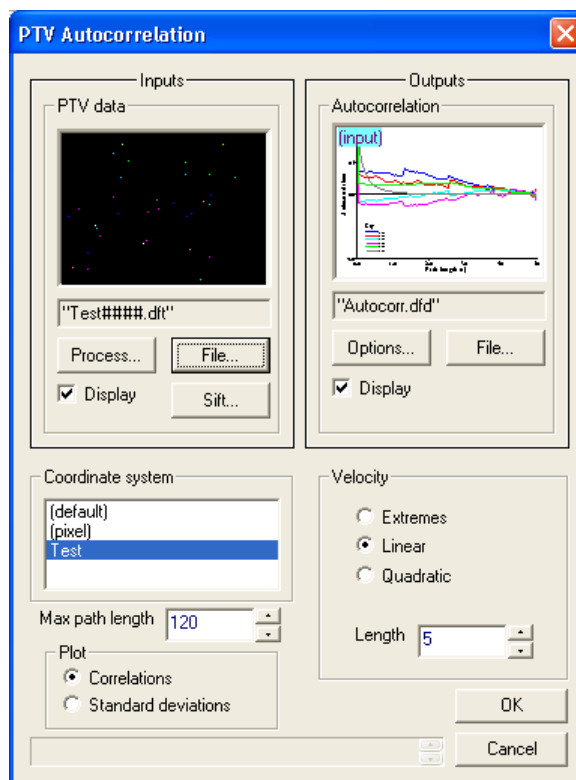 PTV Autocorrelation
Inputs
PTV data
"Test####.dft"
Process...
File...
Display
Sift...
Outputs
Autocorrelation
(input)
"Autocorr.dfd"
Options...
File...
Display
Coordinate system
(default)
(pixel)
Test
Max path length 120
Plot
Correlations
Standard deviations
Velocity
Extremes
Linear
Quadratic
Length 5
OK
Cancel